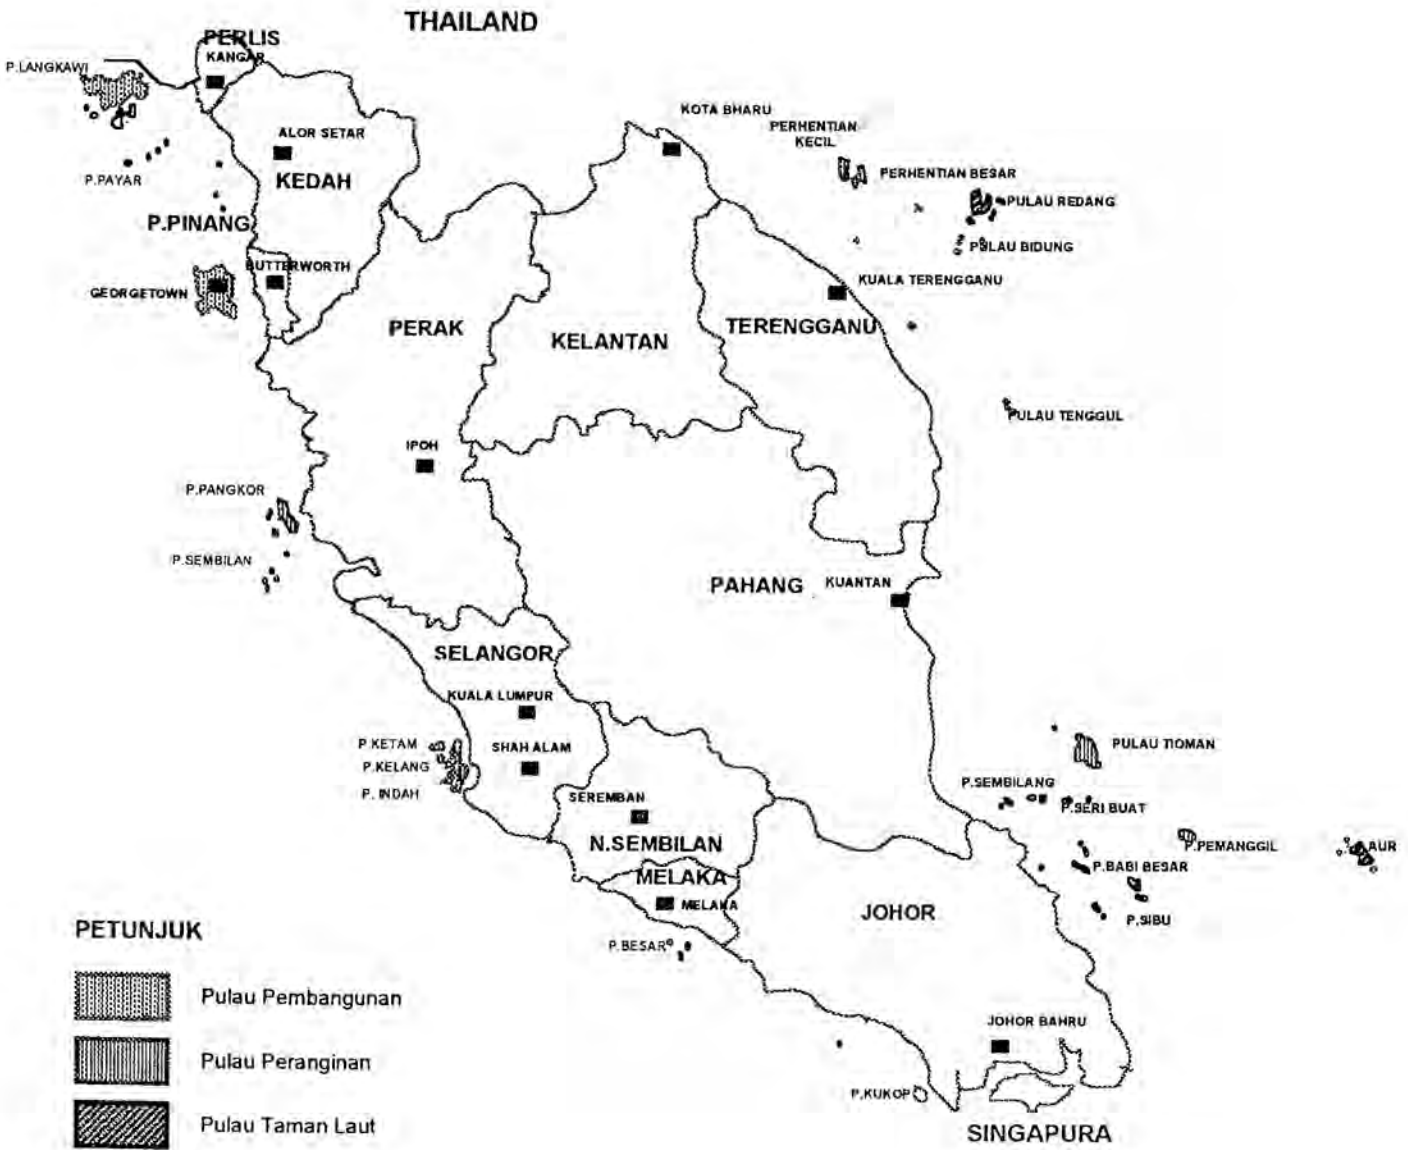 THAILAND
PERLIS
KANGAR
P.LANGKAWI
KOTA BHARU
PERHENTIAN
KECIL
ALOR SETAR
PERHENTIAN BESAR
P.PAYAR
KEDAH
PULAU REDANG
P.PINANG
PULAU BIDUNG
BUTTERWORTH
KUALA TERENGGANU
GEORGETOWN
PERAK
TERENGGANU
KELANTAN
PULAU TENGGUL
IPOH
P.PANGKOR
P.SEMBILAN
PAHANG
KUANTAN
SELANGOR
KUALA LUMPUR
P.KETAM
SHAH ALAM
PULAU TIOMAN
P.KELANG
P. INDAH
P.SEMBILANG
SEREMBAN
P.SERI BUAT
N.SEMBILAN
P.PEMANGGIL
P.AUR
P.BABI BESAR
MELAKA
MELAKA
JOHOR
P.SIBU
P.BESAR
PETUNJUK
Pulau Pembangunan
JOHOR BAHRU
Pulau Peranginan
P.KUKOP
Pulau Taman Laut
SINGAPURA